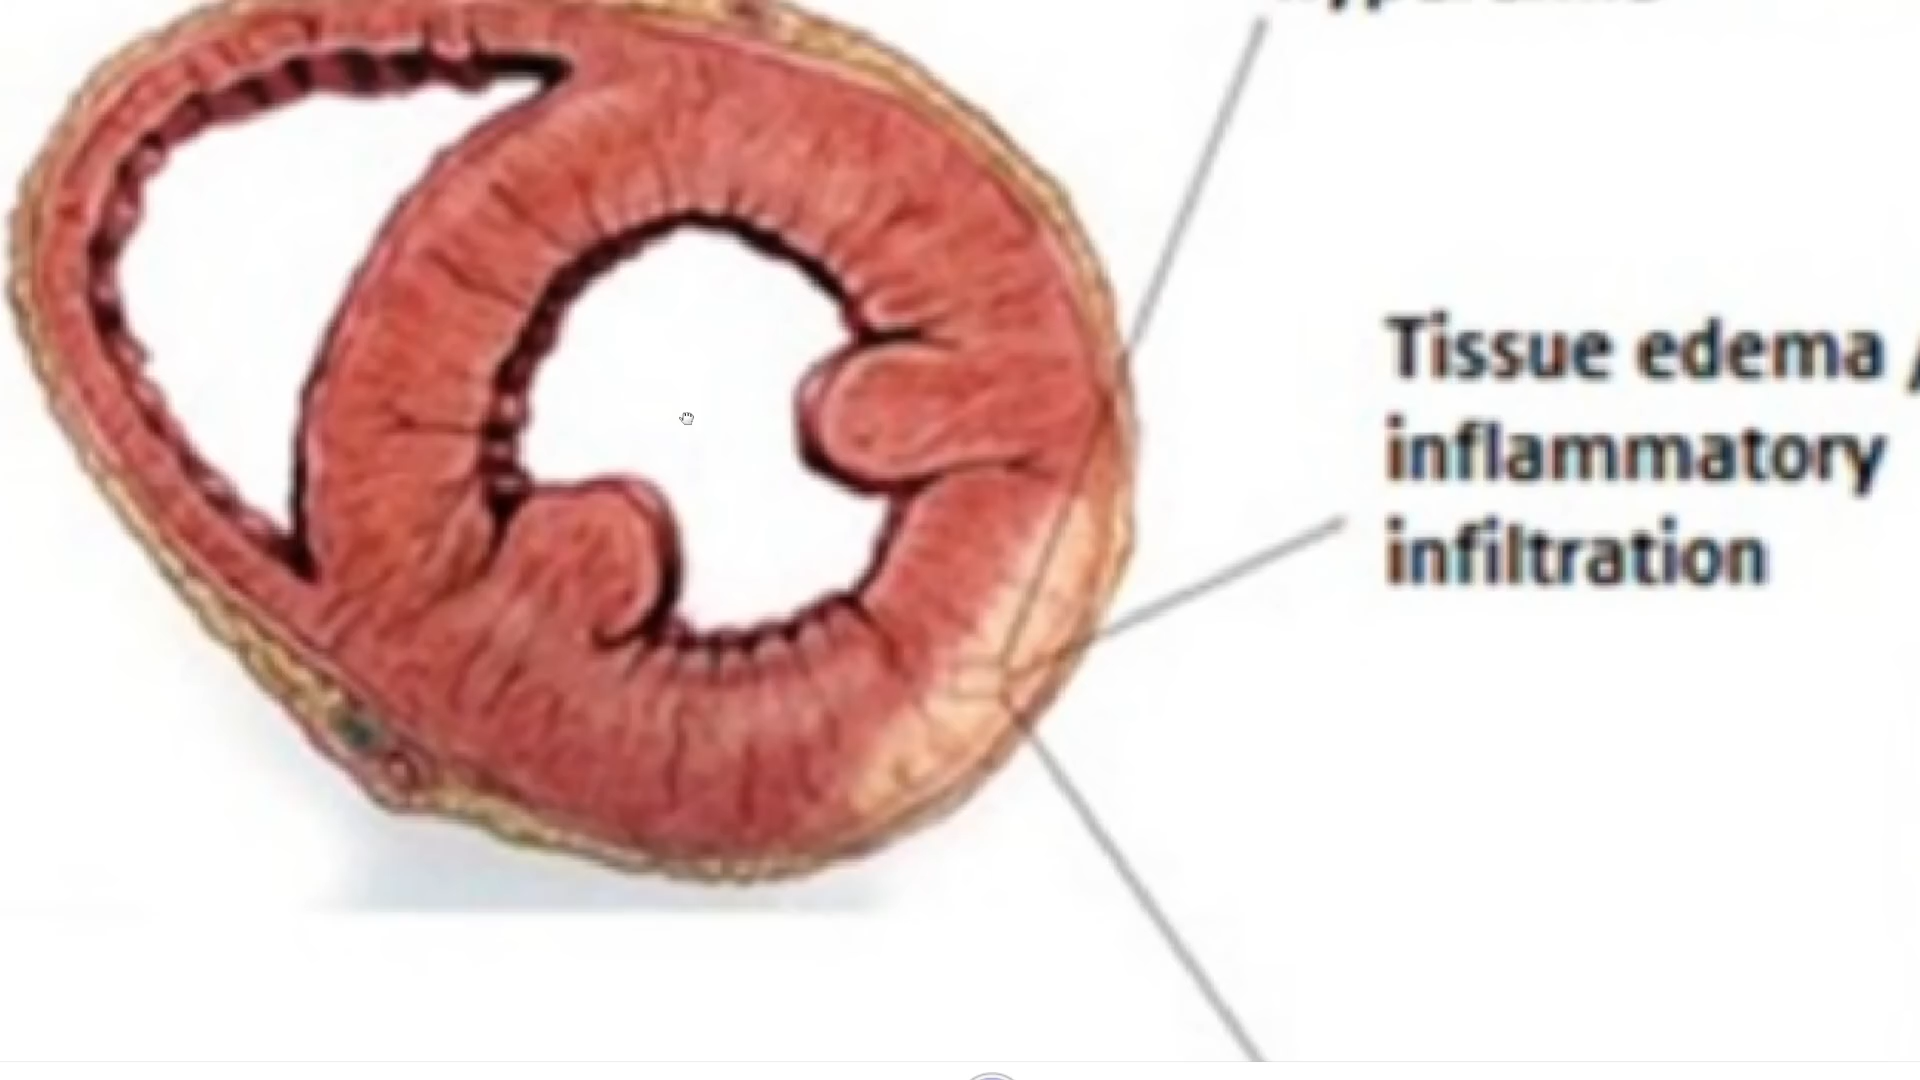 Tissue edema /
inflammatory
infiltration